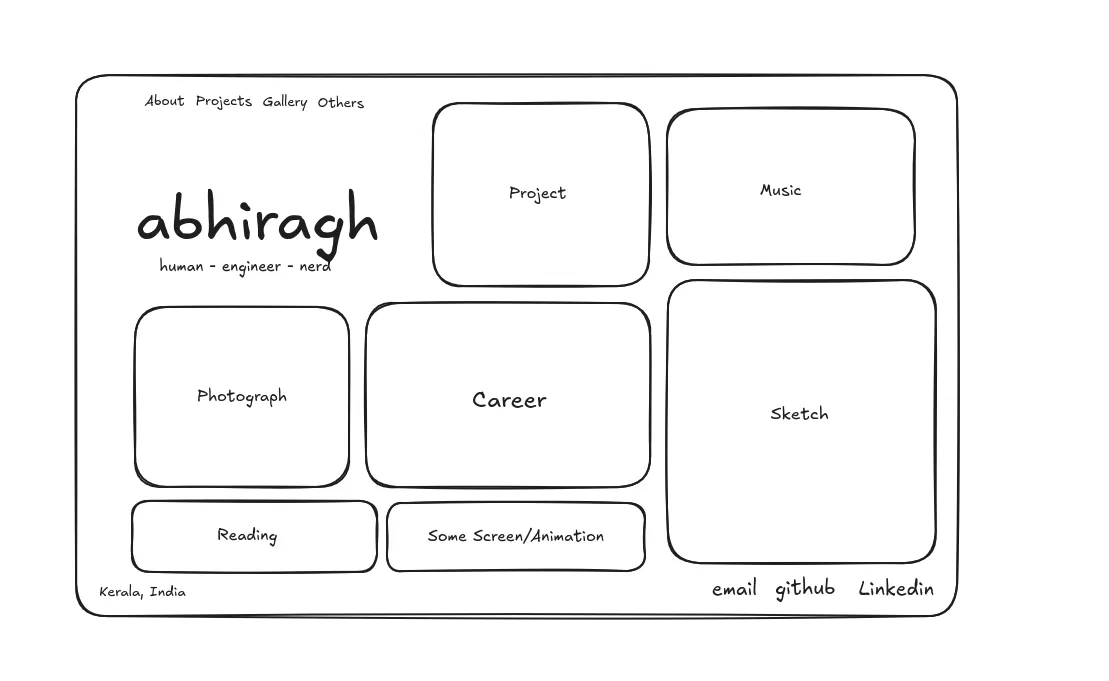 About Projects Gallery Others
abhiragh
human - engineer - nerd
Project
Music
Photograph
Career
Sketch
Reading
Some Screen/Animation
Kerala, India
email github Linkedin